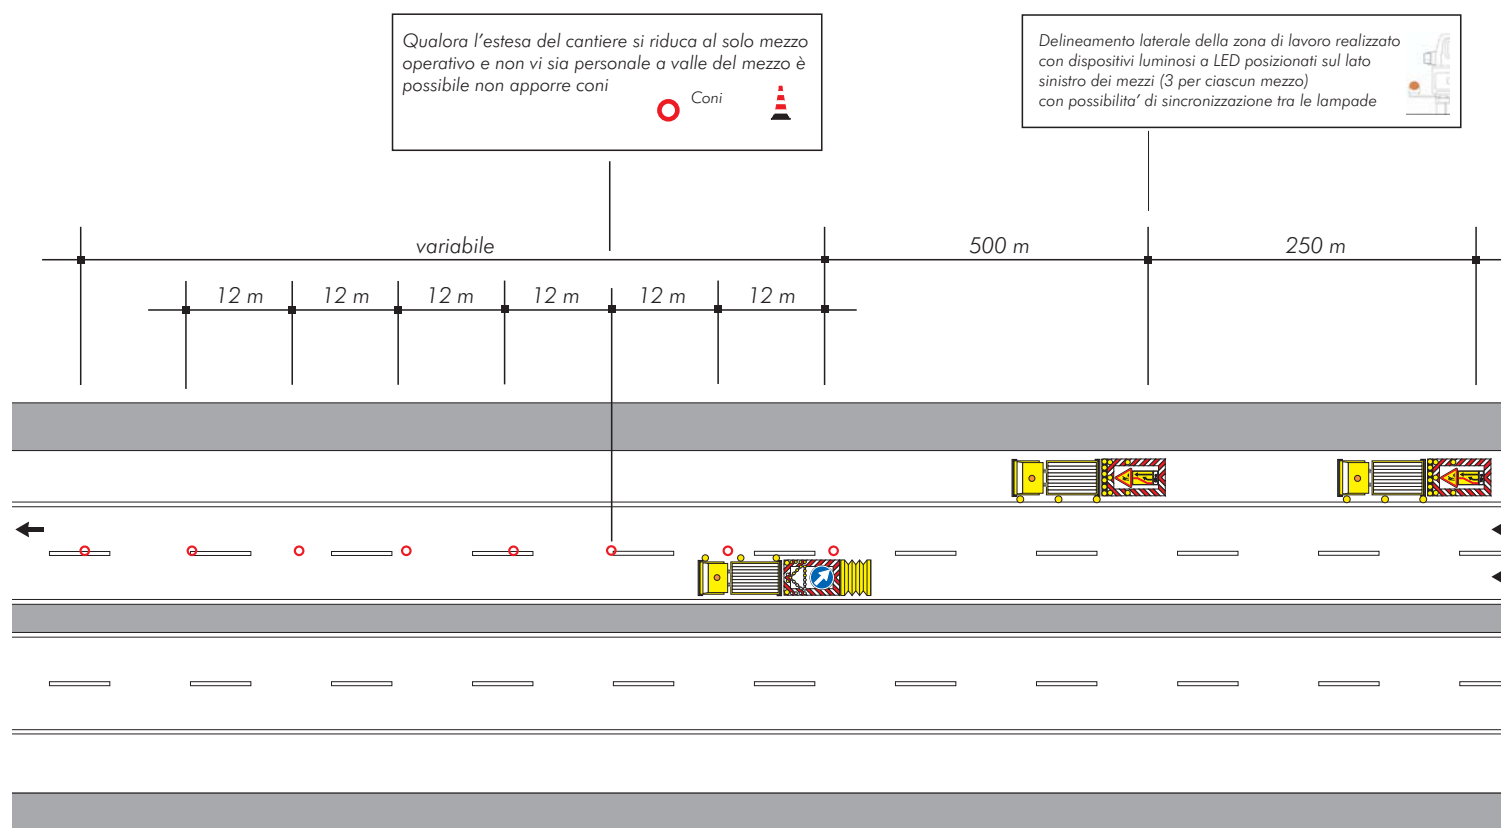 Qualora l'estesa del cantiere si riduca al solo mezzo
operativo e non vi sia personale a valle del mezzo è
possibile non apporre coni
Coni
Delineamento laterale della zona di lavoro realizzato
con dispositivi luminosi a LED posizionati sul lato
sinistro dei mezzi (3 per ciascun mezzo)
con possibilita' di sincronizzazione tra le lampade
variabile
500 m
250 m
12 m
12 m
12 m
12 m
12 m
12 m